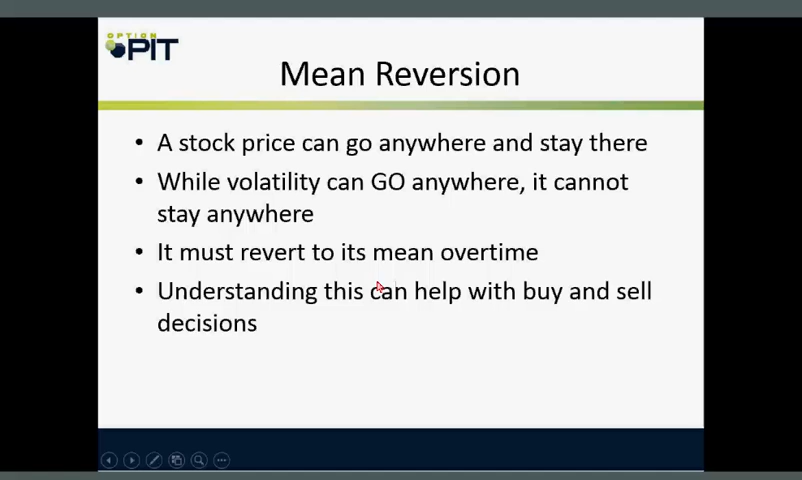 OPTION
PIT
Mean Reversion
• A stock price can go anywhere and stay there
• While volatility can GO anywhere, it cannot
stay anywhere
• It must revert to its mean overtime
• Understanding this can help with buy and sell
decisions